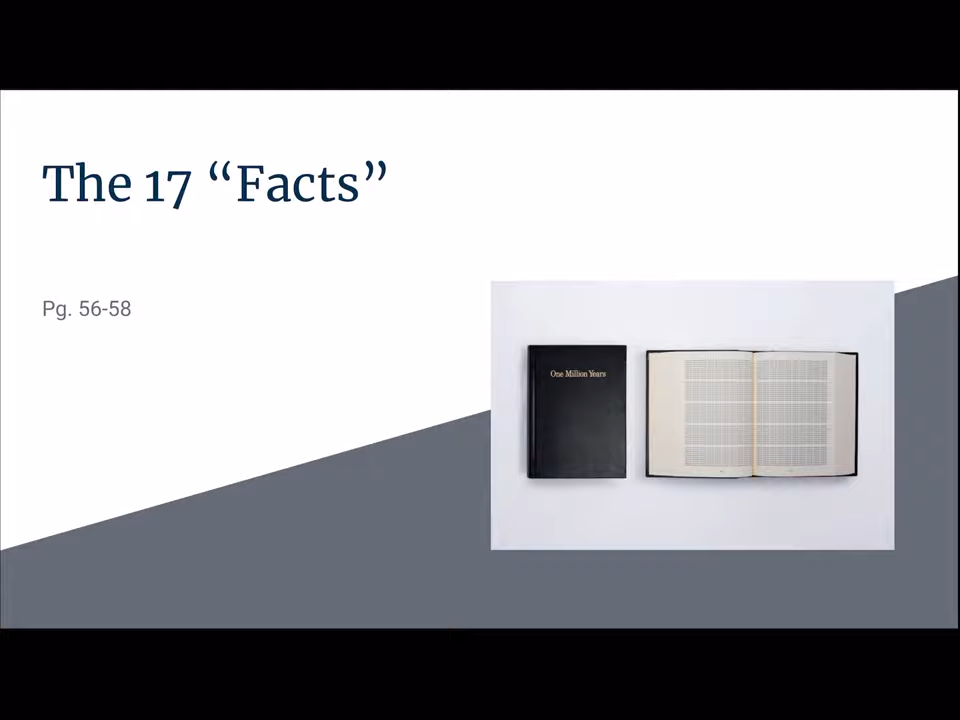 The 17 “Facts”
Pg. 56-58
One Million Years